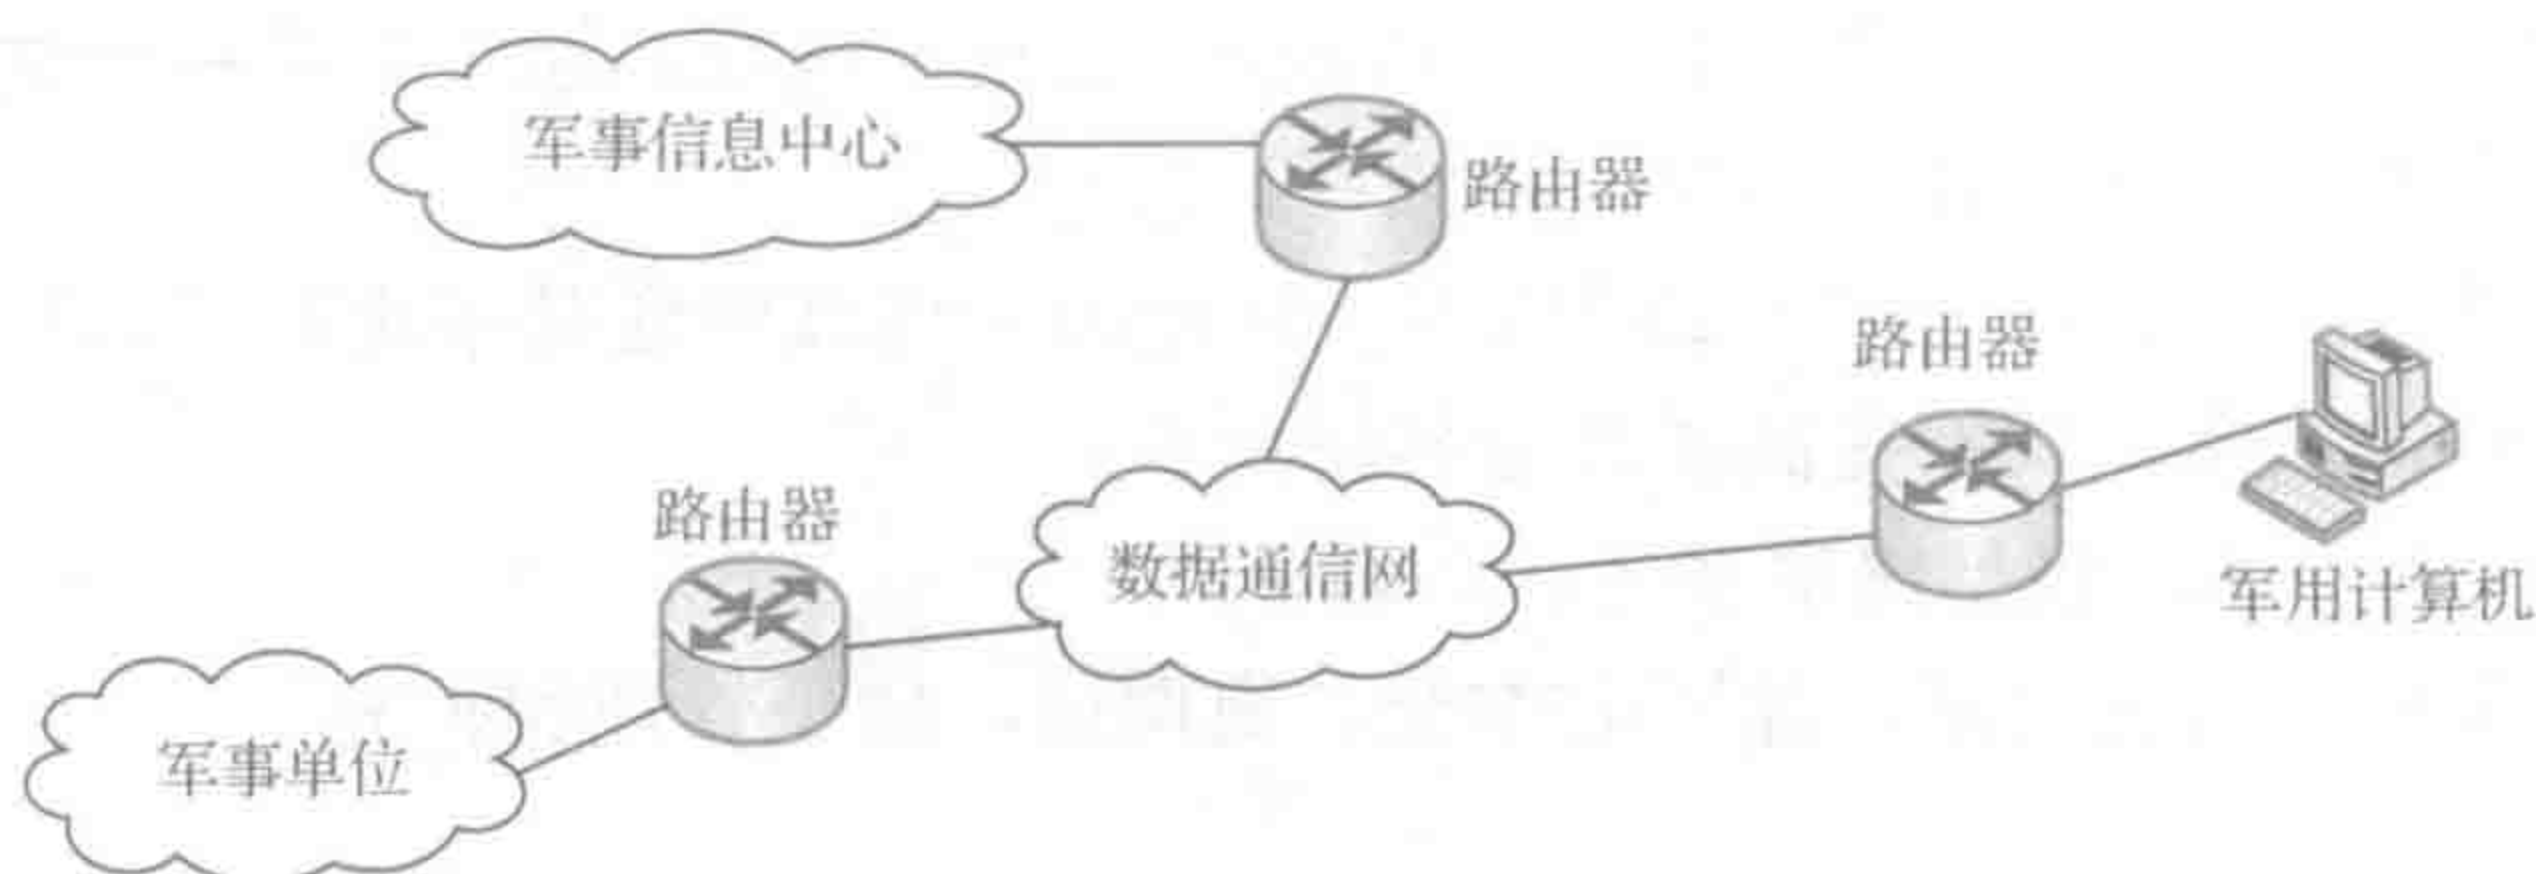 军事信息中心
路由器
路由器
路由器
数据通信网
军用计算机
军事单位